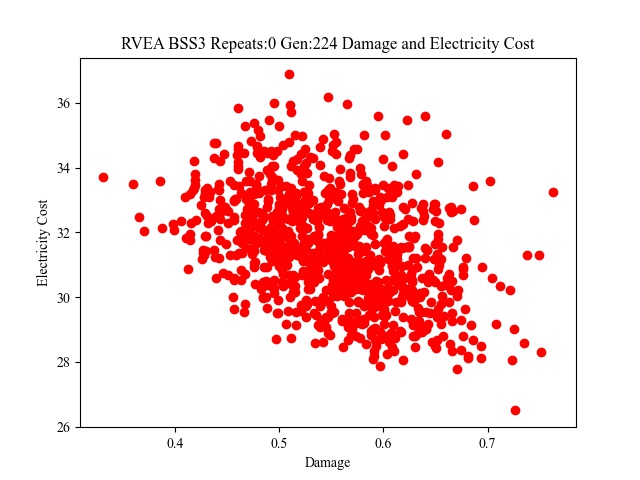 RVEA BSS3 Repeats:0 Gen:224 Damage and Electricity Cost
36
34
32
30
28
26
Electricity Cost
0.4 0.5 0.6 0.7
Damage